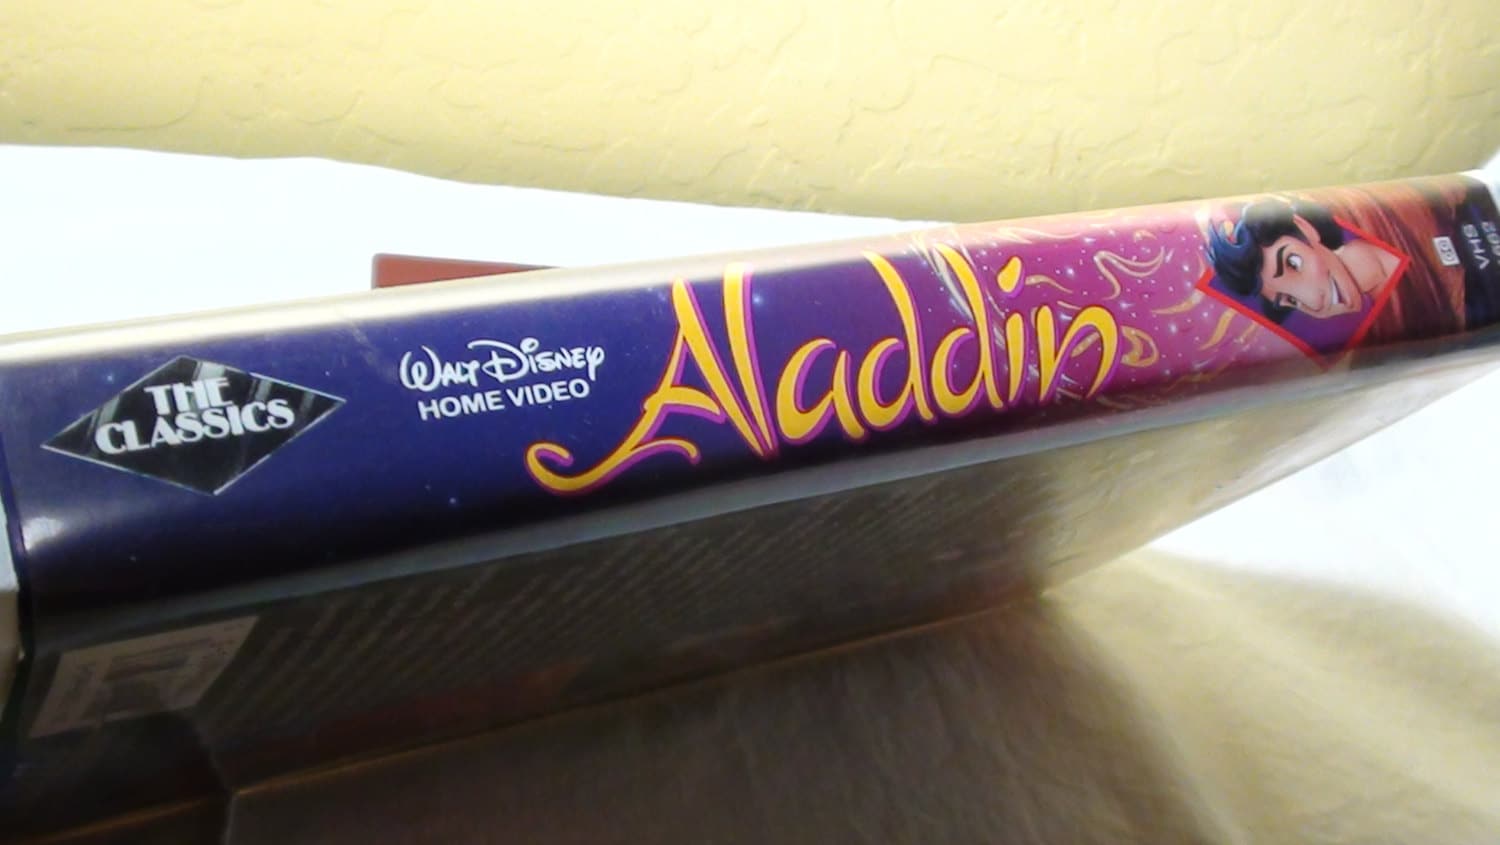 THE
CLASSICS
WALT DISNEY
HOME VIDEO
Aladdin
VHS